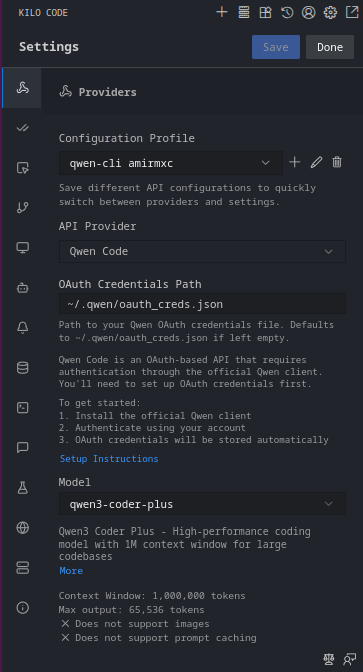 KILO CODE
Settings
Save
Done
Providers
Configuration Profile
qwen-cli amirmxc
Save different API configurations to quickly
switch between providers and settings.
API Provider
Qwen Code
OAuth Credentials Path
~/.qwen/oauth_creds.json
Path to your Qwen OAuth credentials file. Defaults
to ~/.qwen/oauth_creds.json if left empty.
Qwen Code is an OAuth-based API that requires
authentication through the official Qwen client.
You'll need to set up OAuth credentials first.
To get started:
1. Install the official Qwen client
2. Authenticate using your account
3. OAuth credentials will be stored automatically
Setup Instructions
Model
qwen3-coder-plus
Qwen3 Coder Plus - High-performance coding
model with 1M context window for large
codebases
More
Context Window: 1,000,000 tokens
Max output: 65,536 tokens
Does not support images
Does not support prompt caching